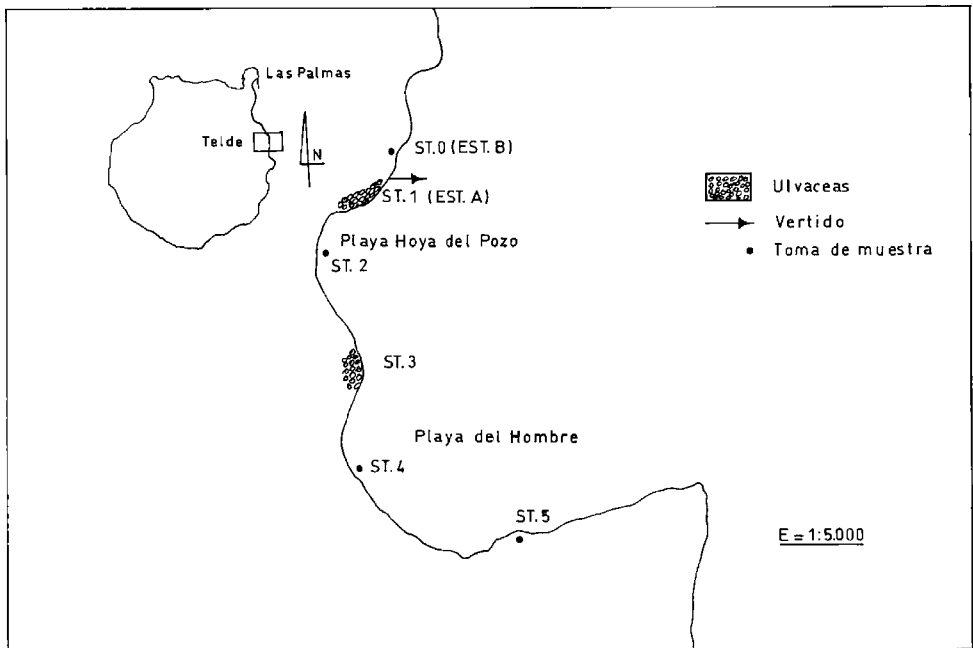 Las Palmas
Telde
N
ST.0 (EST. B)
ST. 1 (EST. A)
Playa Hoya del Pozo
ST. 2
ST. 3
Playa del Hombre
ST. 4
ST. 5
Ulvaceas
Vertido
Toma de muestra
E = 1:5.000